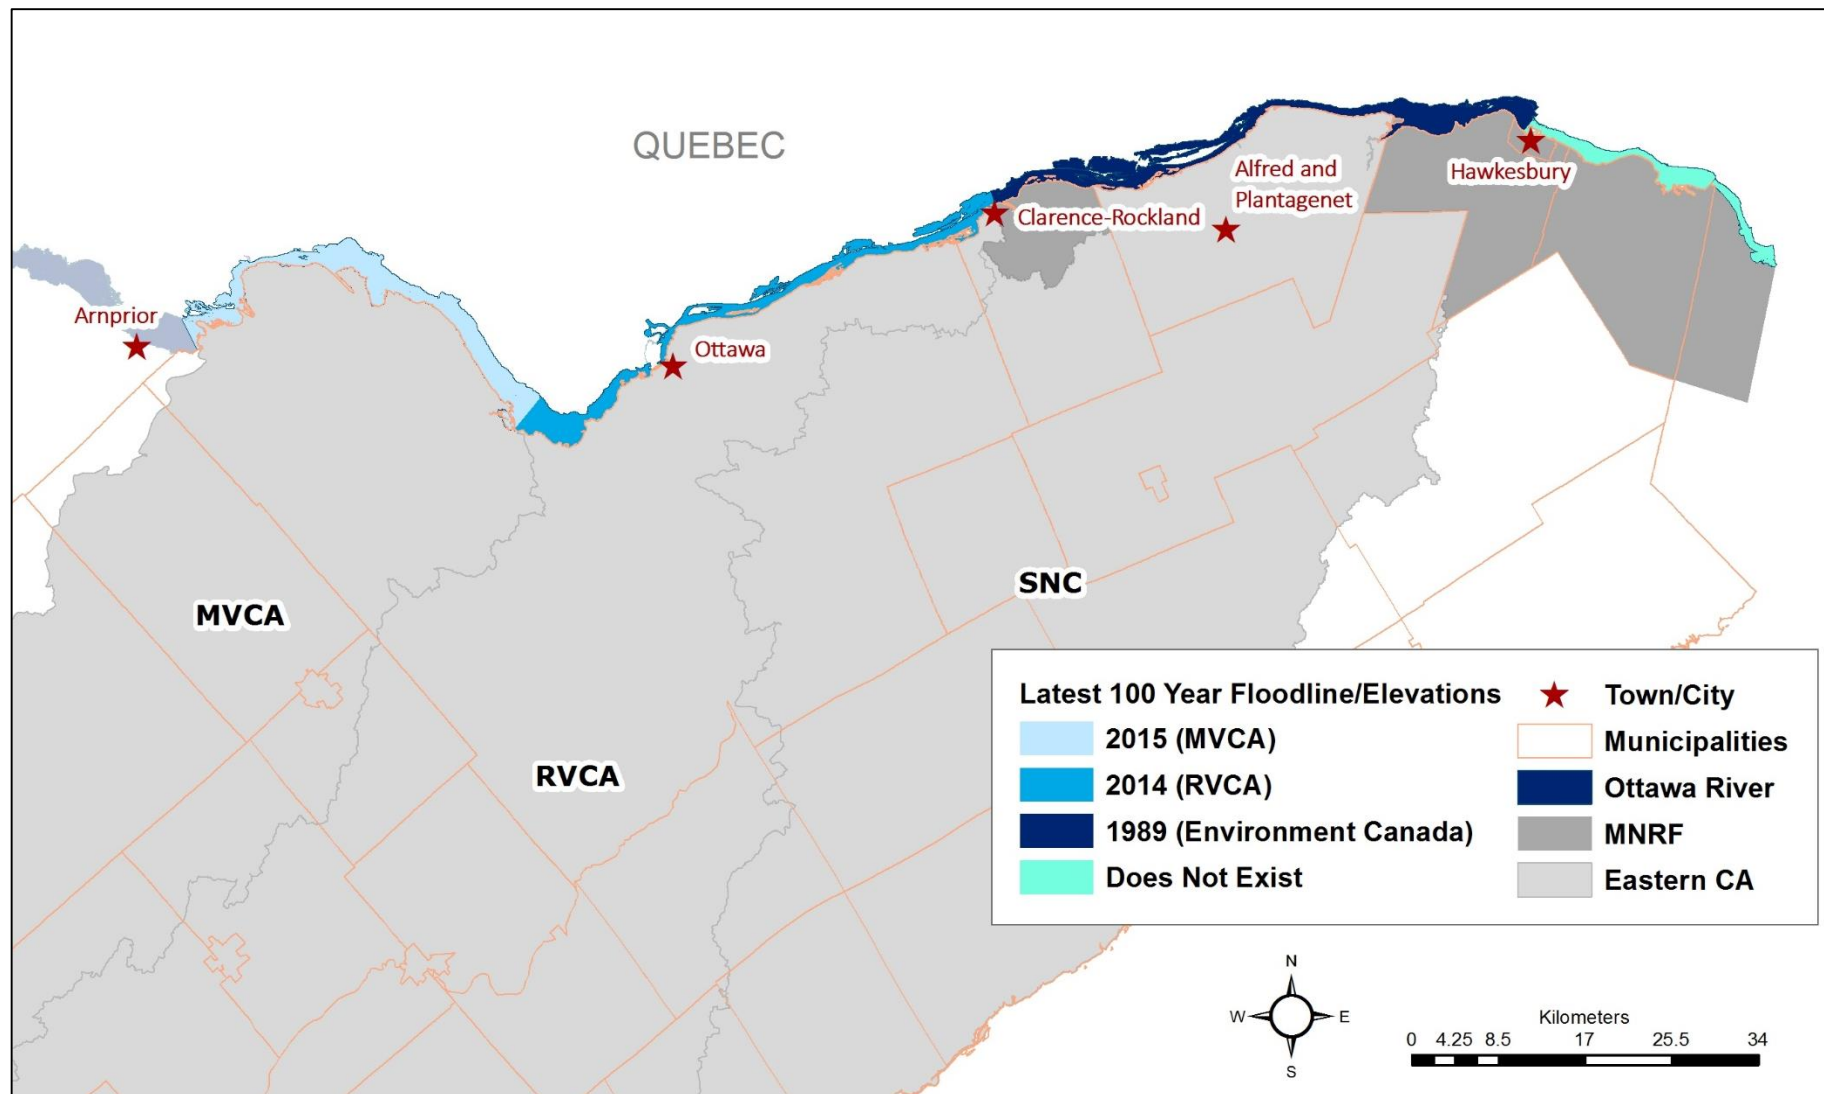 QUEBEC
Alfred and
Plantagenet
Hawkesbury
Clarence-Rockland
Arnprior
Ottawa
SNC
MVCA
RVCA
Latest 100 Year Floodline/Elevations
2015 (MVCA)
2014 (RVCA)
1989 (Environment Canada)
Does Not Exist
Town/City
Municipalities
Ottawa River
MNRF
Eastern CA
N
W E
S
Kilometers
0 4.25 8.5 17 25.5 34